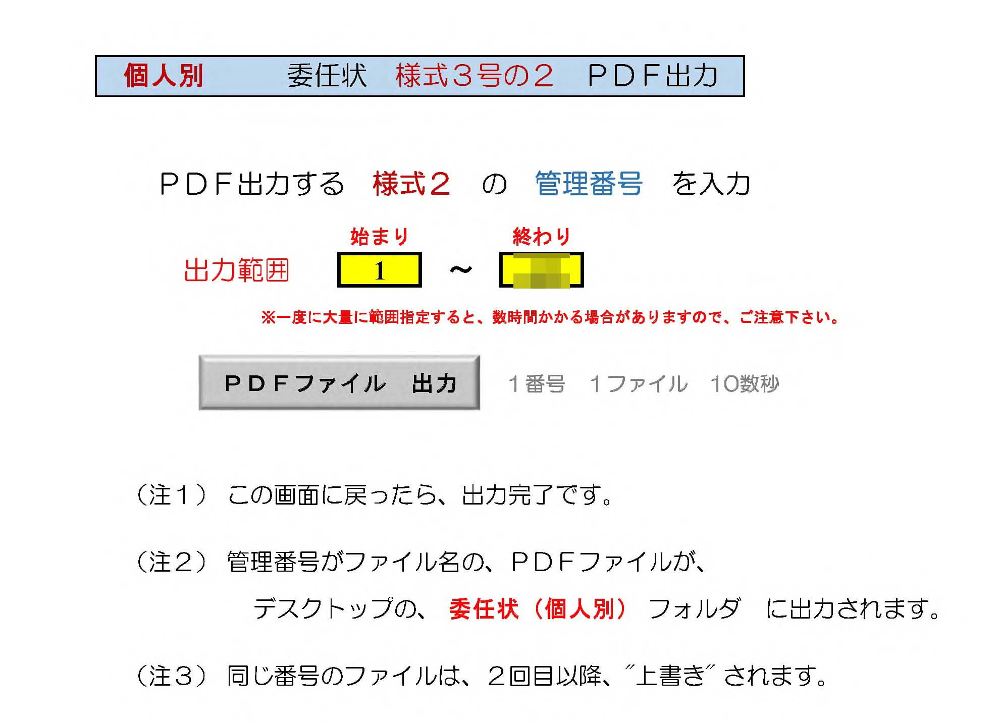 個人別　委任状　様式３号の２　ＰＤＦ出力
ＰＤＦ出力する　様式２　の　管理番号　を入力
始まり　終わり
出力範囲　1　～
※一度に大量に範囲指定すると、数時間かかる場合がありますので、ご注意下さい。
ＰＤＦファイル　出力　１番号　１ファイル　10数秒
（注１）　この画面に戻ったら、出力完了です。
（注２）　管理番号がファイル名の、ＰＤＦファイルが、
デスクトップの、　委任状（個人別）　フォルダ　に出力されます。
（注３）　同じ番号のファイルは、２回目以降、″上書き″されます。